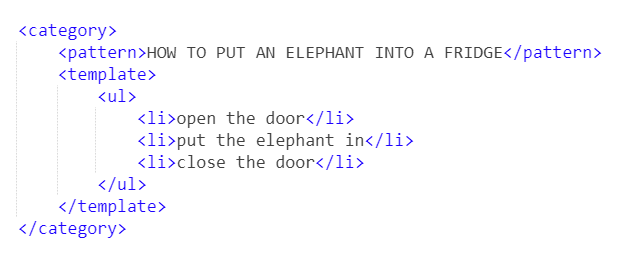 <category>
<pattern>HOW TO PUT AN ELEPHANT INTO A FRIDGE</pattern>
<template>
<ul>
<li>open the door</li>
<li>put the elephant in</li>
<li>close the door</li>
</ul>
</template>
</category>